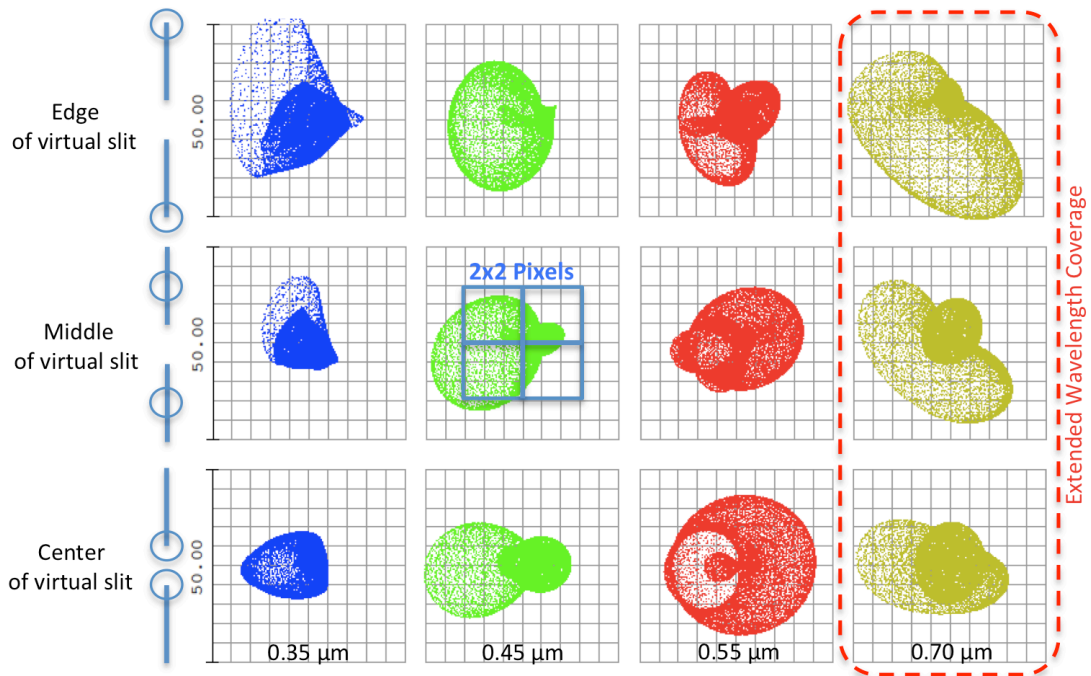 Edge
of virtual slit
50.00
Middle
of virtual slit
50.00
2x2 Pixels
Center
of virtual slit
50.00
0.35 µm
0.45 µm
0.55 µm
0.70 µm
Extended Wavelength Coverage